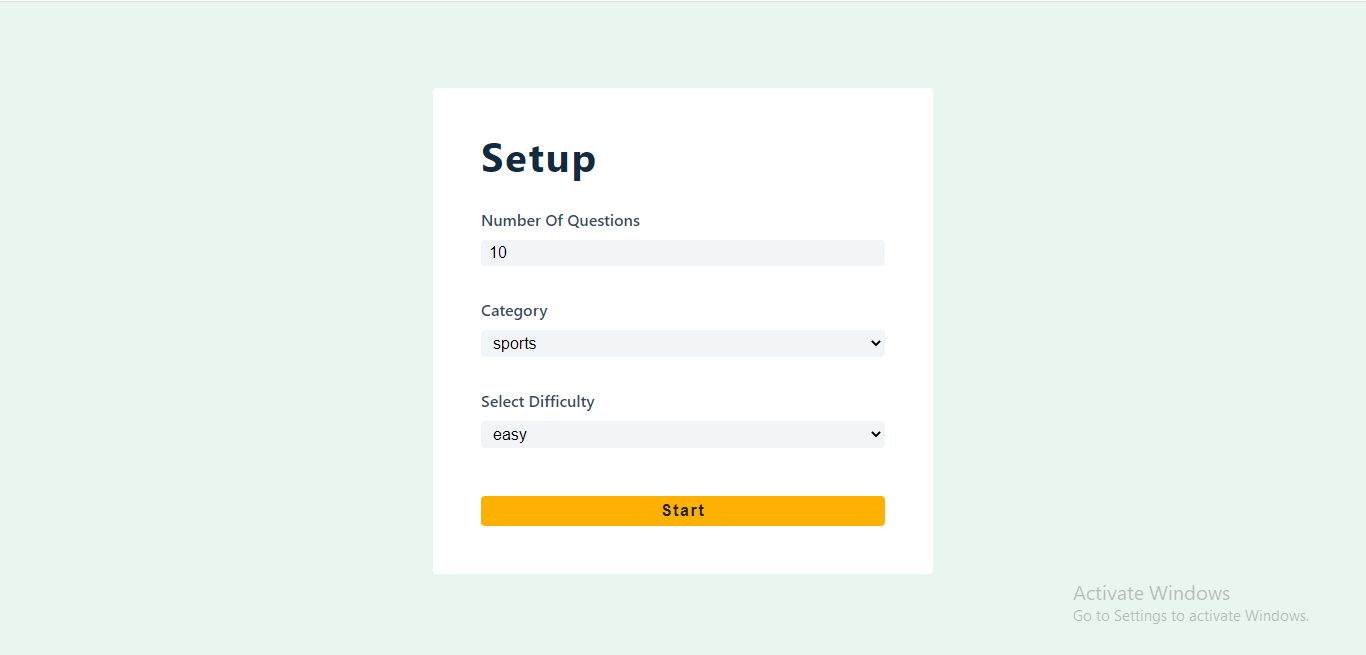 Setup
Number Of Questions
10
Category
sports
Select Difficulty
easy
Start
Activate Windows
Go to Settings to activate Windows.